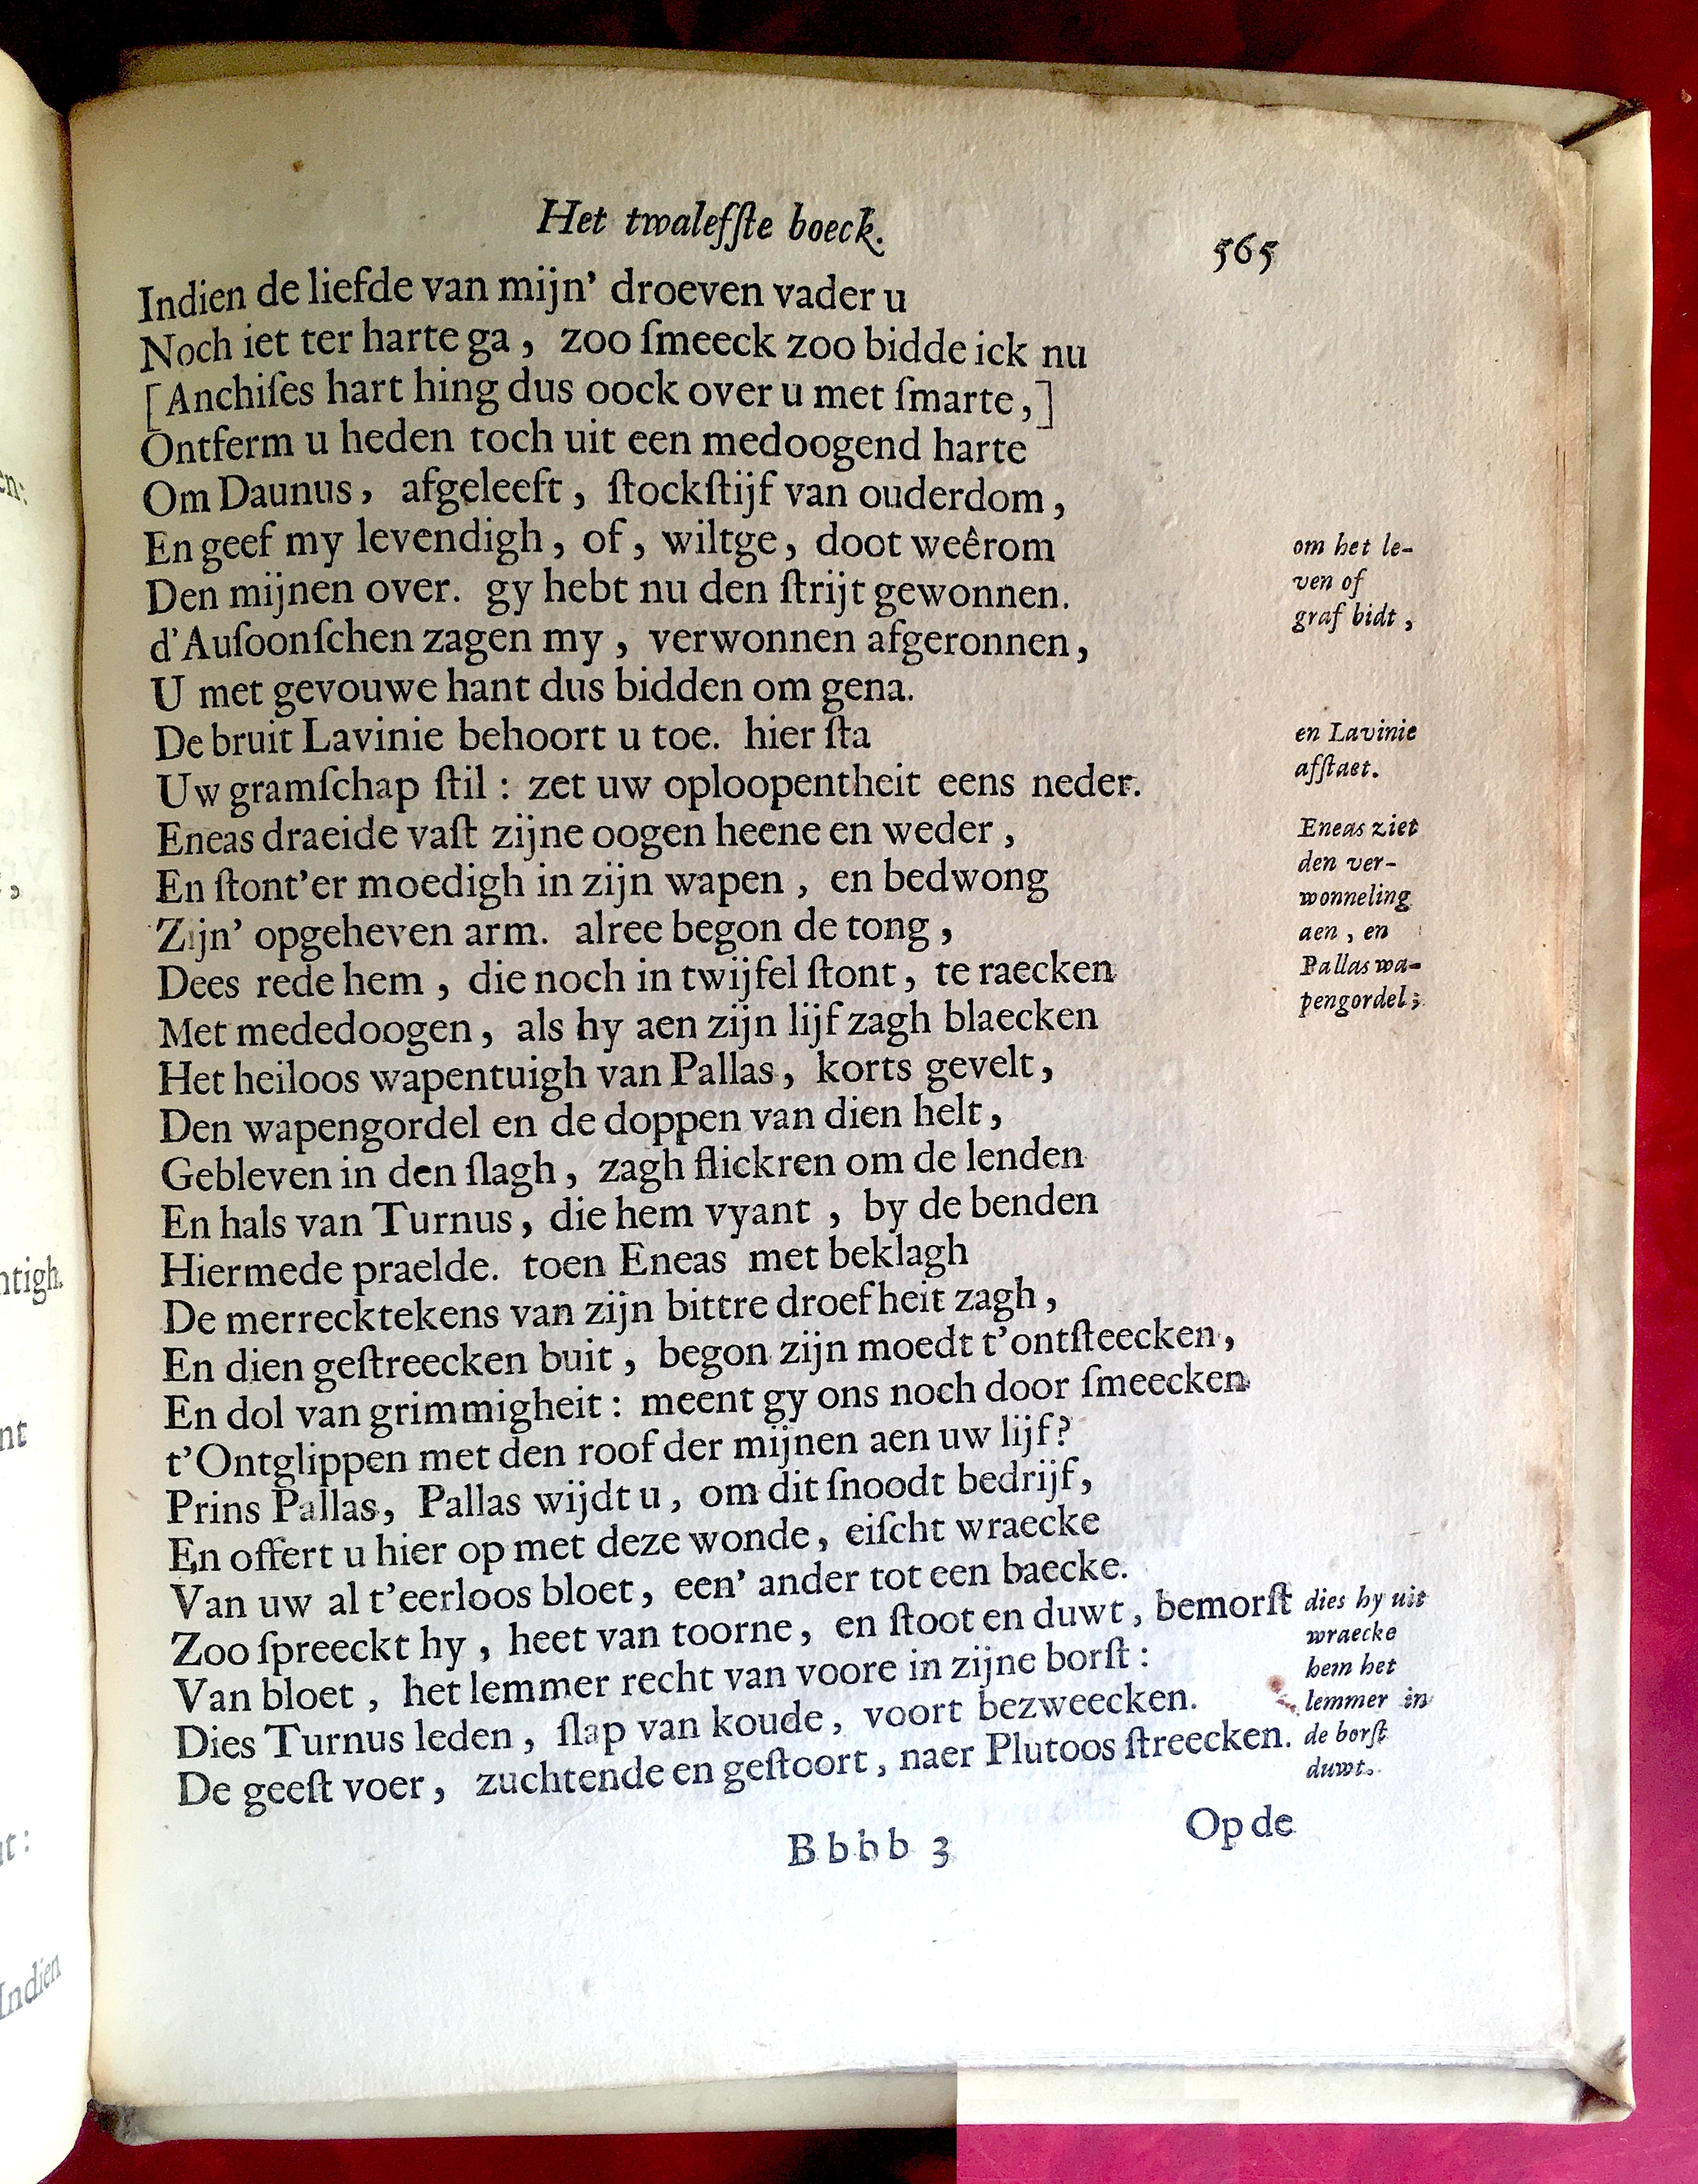 Het twalefſte boeck.
565
Indien de liefde van mijn' droeven vader u
Noch iet ter harte ga, zoo ſmeeck zoo bidde ick nu
[Anchiſes hart hing dus oock over u met ſmarte,]
Ontferm u heden toch uit een medoogend harte
Om Daunus, afgeleeft, ſtockſtijf van ouderdom,
En geef my levendigh, of, wiltge, doot weêrom
Den mijnen over. gy hebt nu den ſtrijt gewonnen.
d'Auſoonſchen zagen my, verwonnen afgeronnen,
U met gevouwe hant dus bidden om gena.
De bruit Lavinie behoort u toe. hier ſta
Uw gramſchap ſtil: zet uw oploopentheit eens neder.
Eneas draeide vaſt zijne oogen heene en weder,
En ſtont'er moedigh in zijn wapen, en bedwong
Zijn' opgeheven arm. alree begon de tong,
Dees rede hem, die noch in twijfel ſtont, te raecken
Met mededoogen, als hy aen zijn lijf zagh blaecken
Het heiloos wapentuigh van Pallas, korts gevelt,
Den wapengordel en de doppen van dien helt,
Gebleven in den ſlagh, zagh flickren om de lenden
En hals van Turnus, die hem vyant, by de benden
Hiermede praelde. toen Eneas met beklagh
De merrecktekens van zijn bittre droefheit zagh,
En dien geſtreecken buit, begon zijn moedt t'ontſteecken,
En dol van grimmigheit: meent gy ons noch door ſmeecken
t'Ontglippen met den roof der mijnen aen uw lijf?
Prins Pallas, Pallas wijdt u, om dit ſnoodt bedrijf,
En offert u hier op met deze wonde, eiſcht wraecke
Van uw al t'eerloos bloet, een' ander tot een baecke.
Zoo ſpreeckt hy, heet van toorne, en ſtoot en duwt, bemorſt
Van bloet, het lemmer recht van voore in zijne borſt:
Dies Turnus leden, ſlap van koude, voort bezweecken.
De geeſt voer, zuchtende en geſtoort, naer Plutoos ſtreecken.
om het le-
ven of
graf bidt,
en Lavinie
afſtaet.
Eneas ziet
den ver-
wonneling
aen, en
Pallas wa-
pengordel;
dies hy uit
wraecke
hem het
lemmer in
de borſt
duwt.
Bbbb 3
Op de
en:
,
ntigh.
nt
t:
Indien